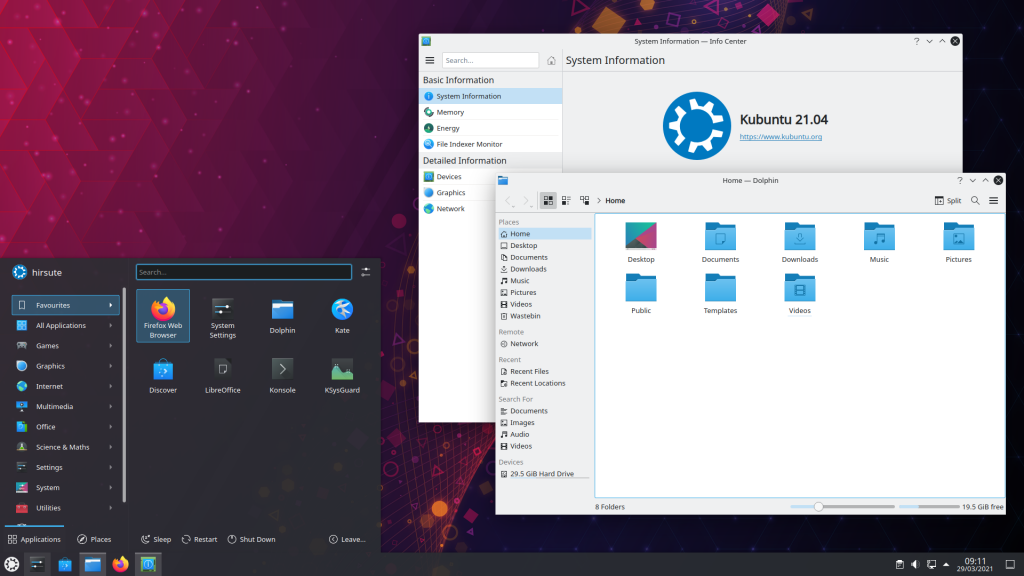 System Information — Info Center
Search...
System Information
Basic Information
System Information
Memory
Energy
File Indexer Monitor
Detailed Information
Devices
Graphics
Network
Kubuntu 21.04
https://www.kubuntu.org
Home — Dolphin
Home
Split
Places
Home
Desktop
Documents
Downloads
Music
Pictures
Videos
Wastebin
Remote
Network
Recent
Recent Files
Recent Locations
Search For
Documents
Images
Audio
Videos
Devices
29.5 GiB Hard Drive
Desktop
Documents
Downloads
Music
Pictures
Public
Templates
Videos
8 Folders
19.5 GiB free
hirsute
Search...
Favourites
All Applications
Games
Graphics
Internet
Multimedia
Office
Science & Maths
Settings
System
Utilities
Firefox Web
Browser
System
Settings
Dolphin
Kate
Discover
LibreOffice
Konsole
KSysGuard
Applications
Places
Sleep
Restart
Shut Down
Leave...
09:11
29/03/2021